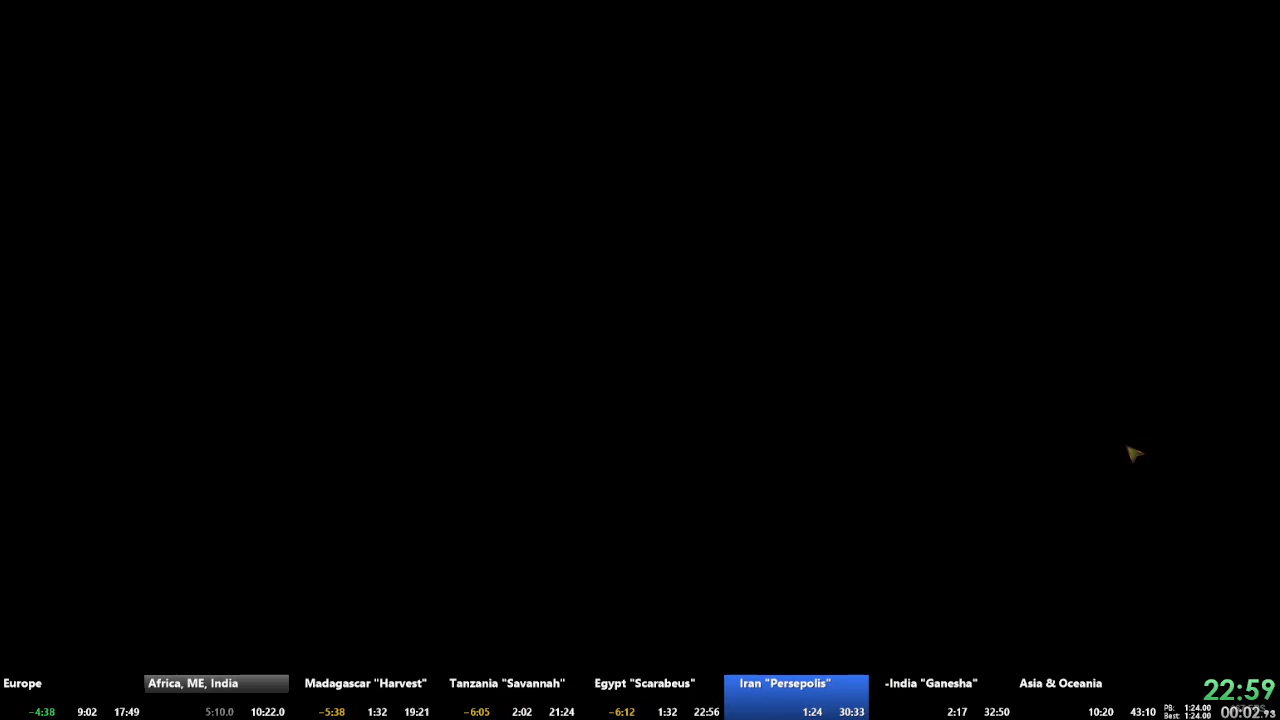 Europe
−4:38 9:02 17:49
Africa, ME, India
5:10.0 10:22.0
Madagascar "Harvest"
−5:38 1:32 19:21
Tanzania "Savannah"
−6:05 2:02 21:24
Egypt "Scarabeus"
−6:12 1:32 22:56
Iran "Persepolis"
1:24 30:33
-India "Ganesha"
2:17 32:50
Asia & Oceania
10:20 43:10
22:59
PB: 1:24.00
Best: 1:24.00
00:02.99